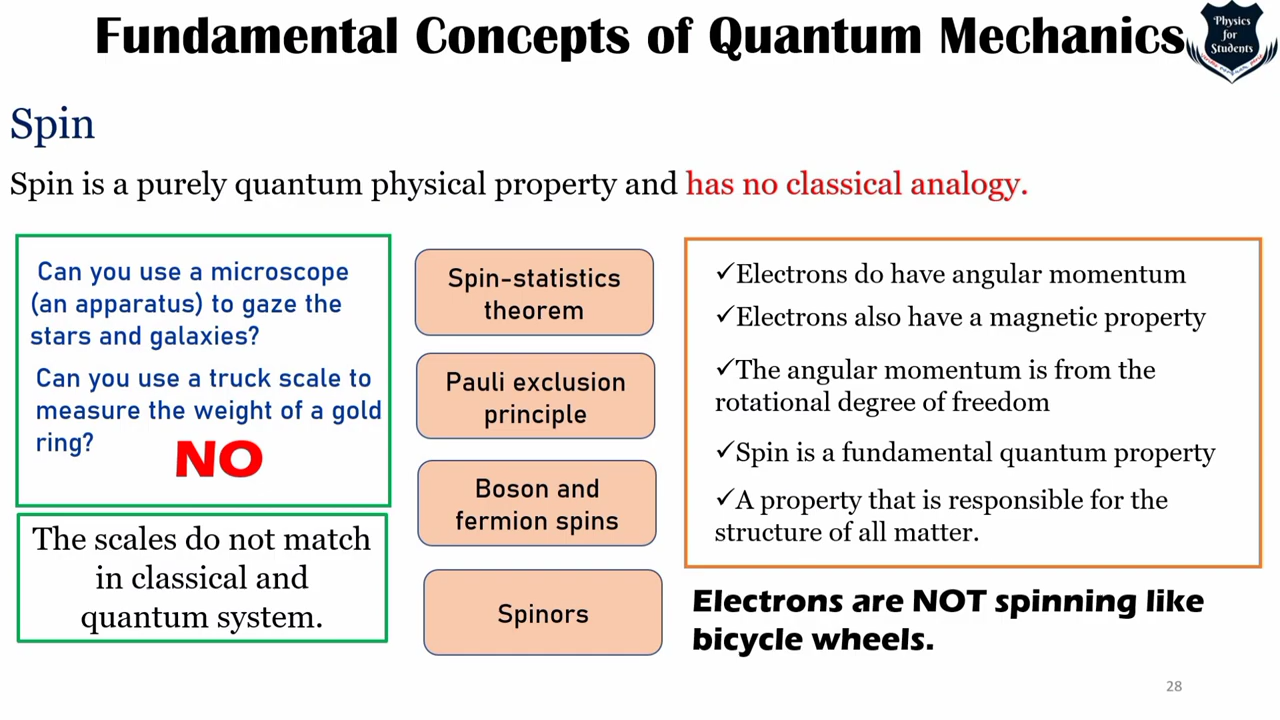 Fundamental Concepts of Quantum Mechanics
Physics
for
Students
Spin
Spin is a purely quantum physical property and has no classical analogy.
Can you use a microscope
(an apparatus) to gaze the
stars and galaxies?
Can you use a truck scale to
measure the weight of a gold
ring?
NO
The scales do not match
in classical and
quantum system.
Spin-statistics
theorem
Pauli exclusion
principle
Boson and
fermion spins
Spinors
✓Electrons do have angular momentum
✓Electrons also have a magnetic property
✓The angular momentum is from the
rotational degree of freedom
✓Spin is a fundamental quantum property
✓A property that is responsible for the
structure of all matter.
Electrons are NOT spinning like
bicycle wheels.
28